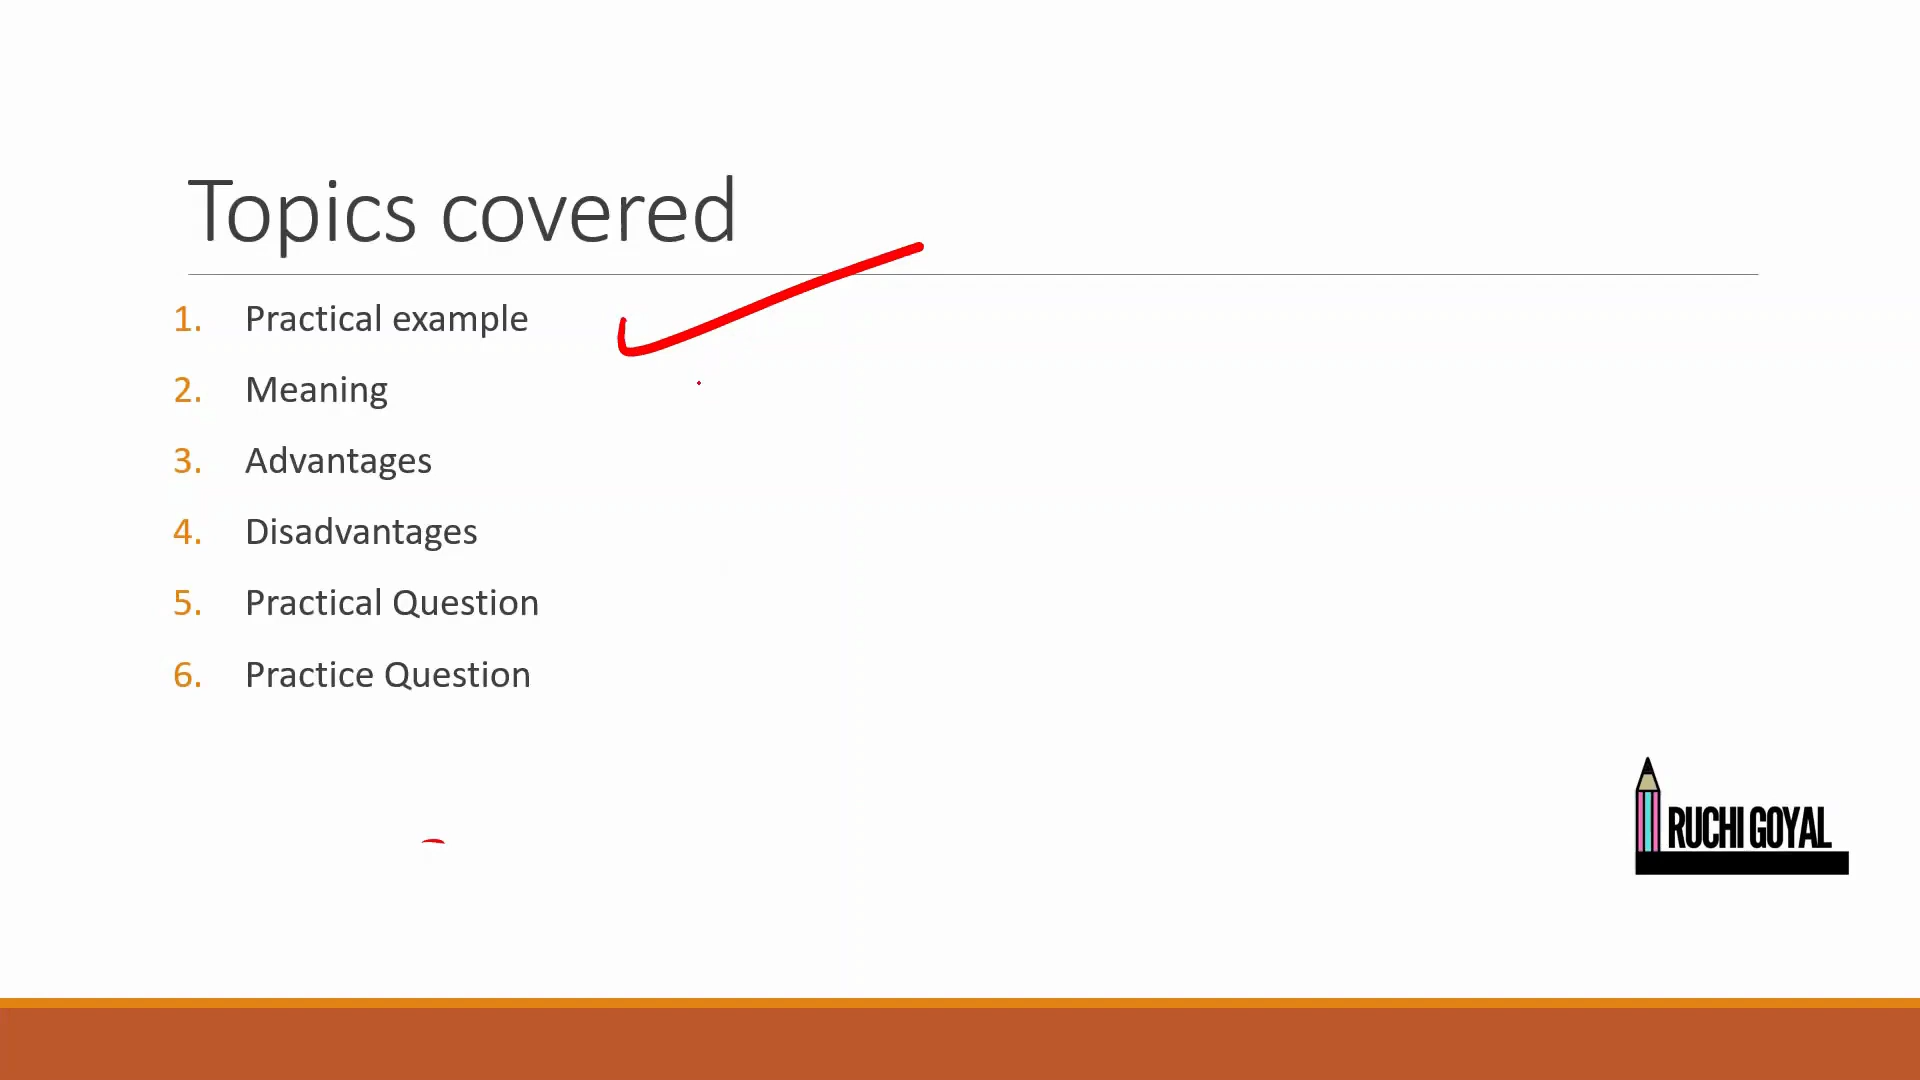 Topics covered
1. Practical example
2. Meaning
3. Advantages
4. Disadvantages
5. Practical Question
6. Practice Question
RUCHI GOYAL